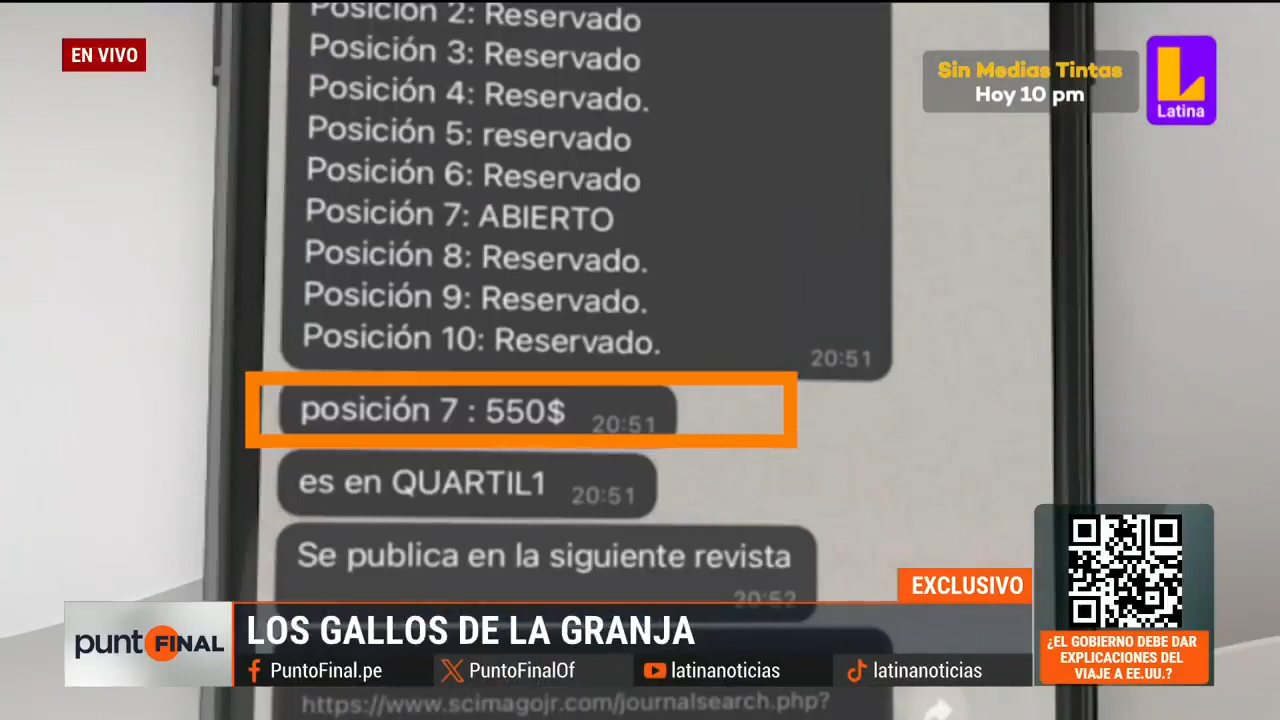 Posición 2: Reservado
Posición 3: Reservado
Posición 4: Reservado.
Posición 5: reservado
Posición 6: Reservado
Posición 7: ABIERTO
Posición 8: Reservado.
Posición 9: Reservado.
Posición 10: Reservado.
20:51
posición 7 : 550$ 20:51
es en QUARTIL1 20:51
Se publica en la siguiente revista
20:52
https://www.scimagojr.com/journalsearch.php?
EN VIVO
Sin Medias Tintas
Hoy 10 pm
Latina
EXCLUSIVO
punto FINAL
LOS GALLOS DE LA GRANJA
PuntoFinal.pe PuntoFinalOf latinanoticias latinanoticias
¿EL GOBIERNO DEBE DAR
EXPLICACIONES DEL
VIAJE A EE.UU.?